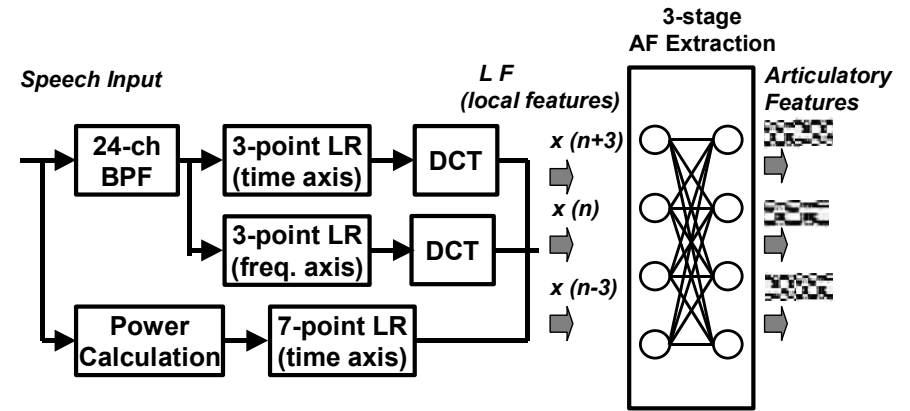 3-stage
AF Extraction
Speech Input
L F
(local features)
Articulatory
Features
24-ch
BPF
3-point LR
(time axis)
DCT
x (n+3)
3-point LR
(freq. axis)
DCT
x (n)
x (n-3)
Power
Calculation
7-point LR
(time axis)